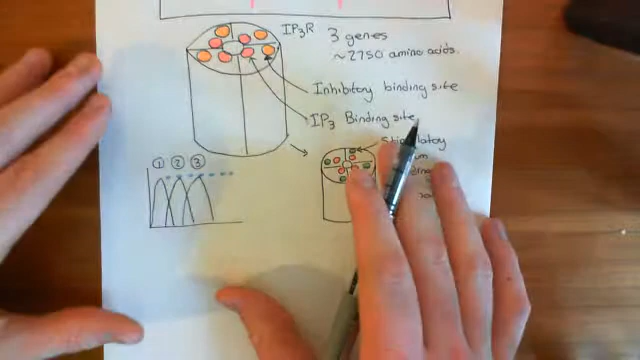 IP₃R
3 genes
~2750 amino acids.
Inhibitory binding site
IP₃ Binding site
① ② ③